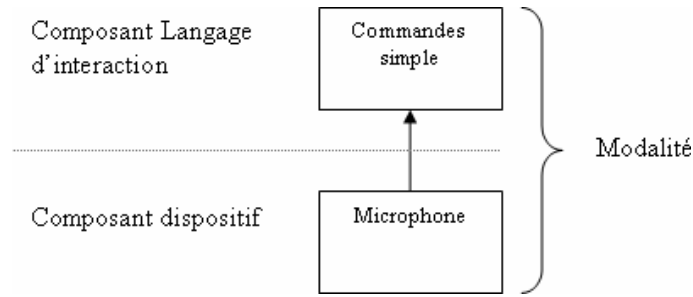 Composant Langage
d'interaction
Commandes
simple
Modalité
Composant dispositif
Microphone